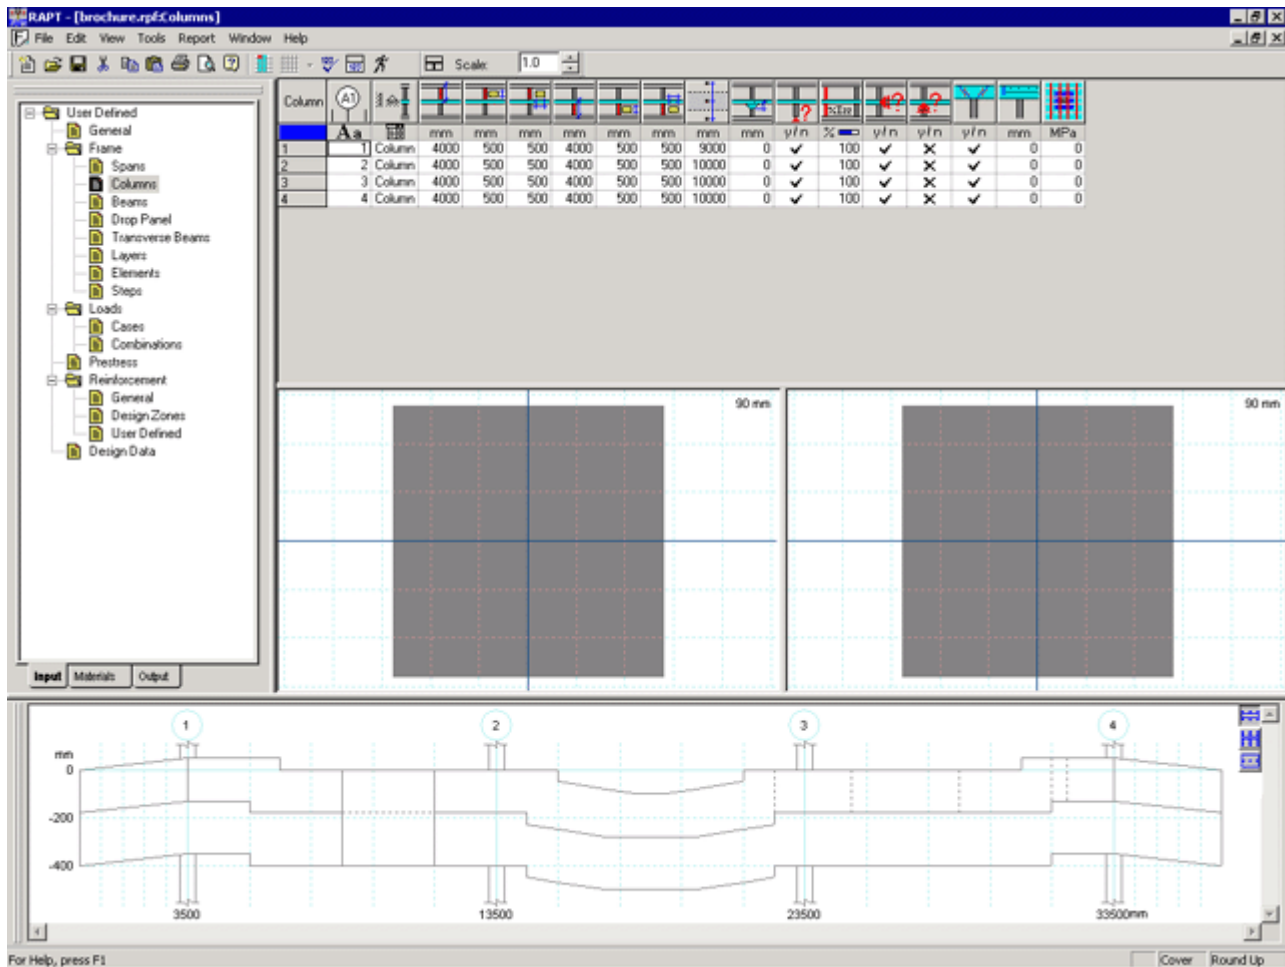 RAPT - [brochure.rpf:Columns]
File Edit View Tools Report Window Help
Scale: 1.0
User Defined
General
Frame
Spans
Columns
Beams
Drop Panel
Transverse Beams
Layers
Elements
Steps
Loads
Cases
Combinations
Prestress
Reinforcement
General
Design Zones
User Defined
Design Data
Input Materials Output
Column A1 %Exp
Aa mm mm mm mm mm mm mm mm y/n % y/n y/n y/n mm MPa
1 1 Column 4000 500 500 4000 500 500 9000 0 100 0 0
2 2 Column 4000 500 500 4000 500 500 10000 0 100 0 0
3 3 Column 4000 500 500 4000 500 500 10000 0 100 0 0
4 4 Column 4000 500 500 4000 500 500 10000 0 100 0 0
90 mm
90 mm
1 2 3 4
mm
0
-200
-400
3500 13500 23500 33500mm
For Help, press F1
Cover Round Up